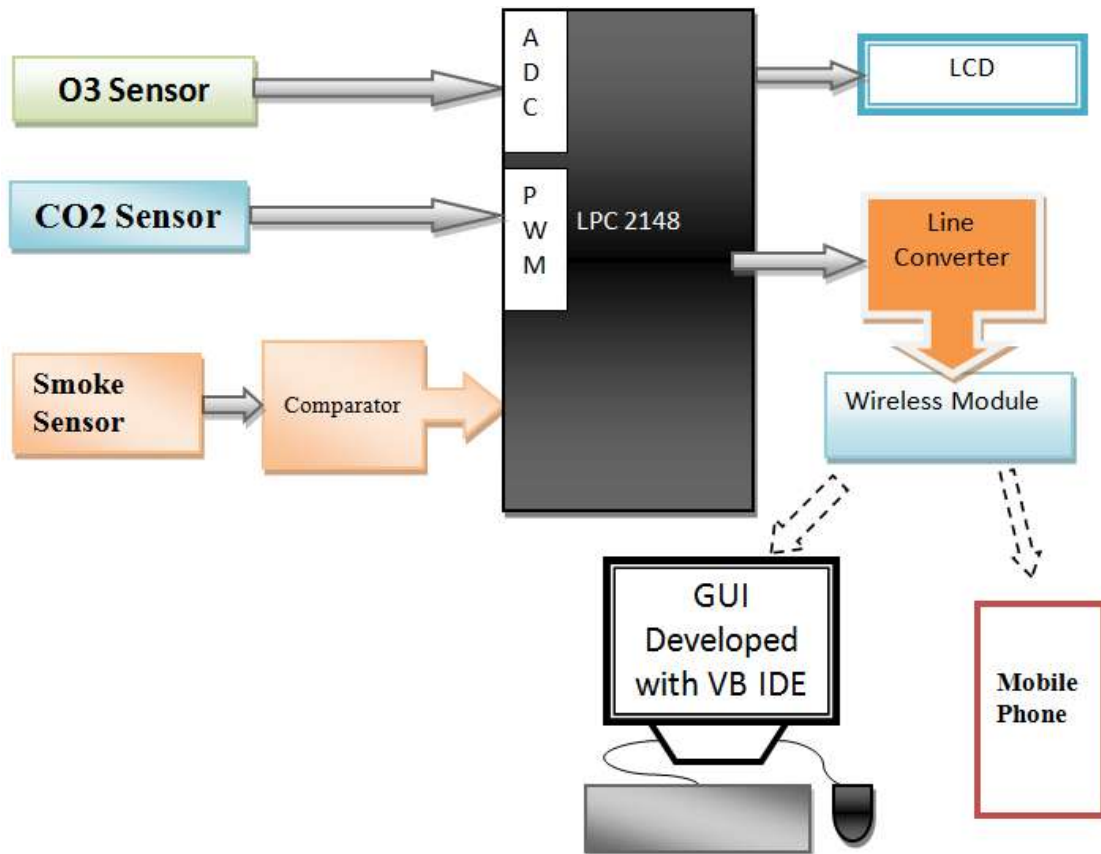 O3 Sensor
A
D
C
LCD
CO2 Sensor
P
W
M
LPC 2148
Line
Converter
Smoke
Sensor
Comparator
Wireless Module
GUI
Developed
with VB IDE
Mobile
Phone